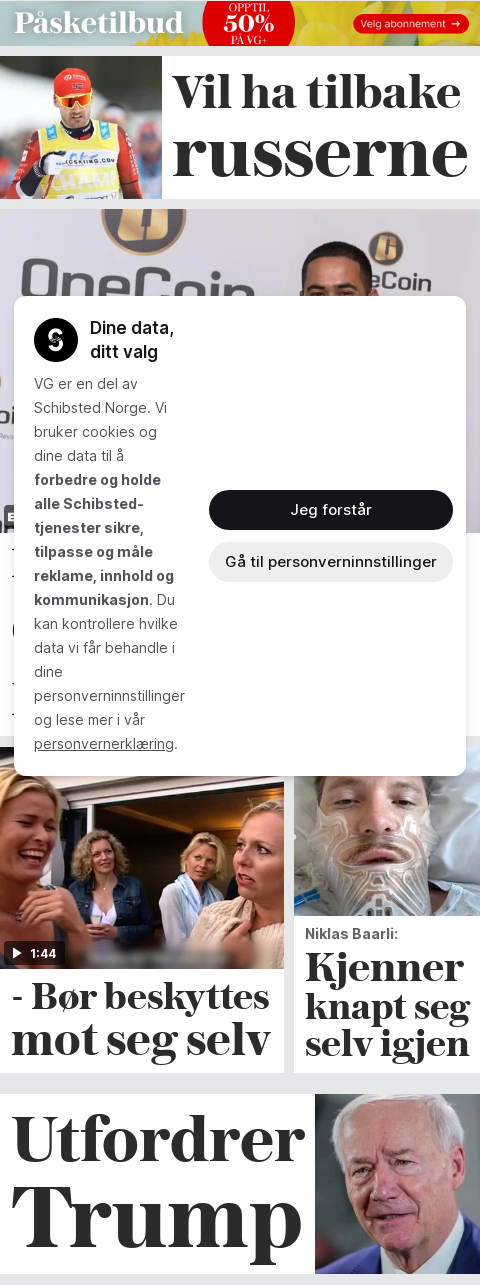 Påsketilbud
OPPTIL
50%
PÅ VG+
Velg abonnement →
Vil ha tilbake
russerne
OneCoin
OneCoin
Dine data,
ditt valg
VG er en del av
Schibsted Norge. Vi
bruker cookies og
dine data til å
forbedre og holde
alle Schibsted-
tjenester sikre,
tilpasse og måle
reklame, innhold og
kommunikasjon. Du
kan kontrollere hvilke
data vi får behandle i
dine
personverninnstillinger
og lese mer i vår
personvernerklæring.
Jeg forstår
Gå til personverninnstillinger
1:44
- Bør beskyttes
mot seg selv
Niklas Baarli:
Kjenner
knapt seg
selv igjen
Utfordrer
Trump